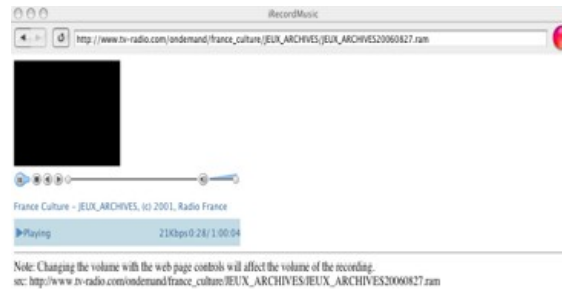 iRecordMusic
http://www.tv-radio.com/ondemand/france_culture/JEUX_ARCHIVES/JEUX_ARCHIVES20060827.ram
France Culture - JEUX_ARCHIVES, (c) 2001, Radio France
Playing 21Kbps 0:28/1:00:04
Note: Changing the volume with the web page controls will affect the volume of the recording.
src: http://www.tv-radio.com/ondemand/france_culture/JEUX_ARCHIVES/JEUX_ARCHIVES20060827.ram